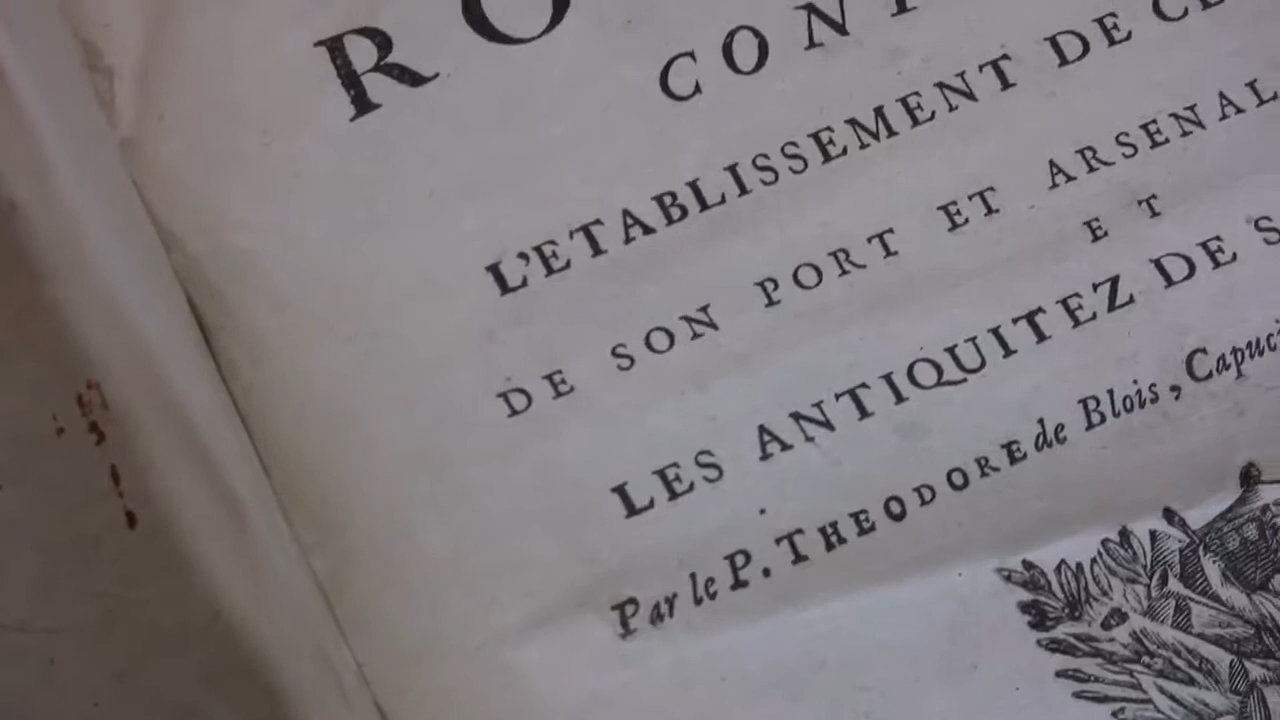 RO
CONT
L'ETABLISSEMENT DE CE
DE SON PORT ET ARSENAL
ET
LES ANTIQUITEZ DE S
Par le P. THEODORE de Blois, Capuci